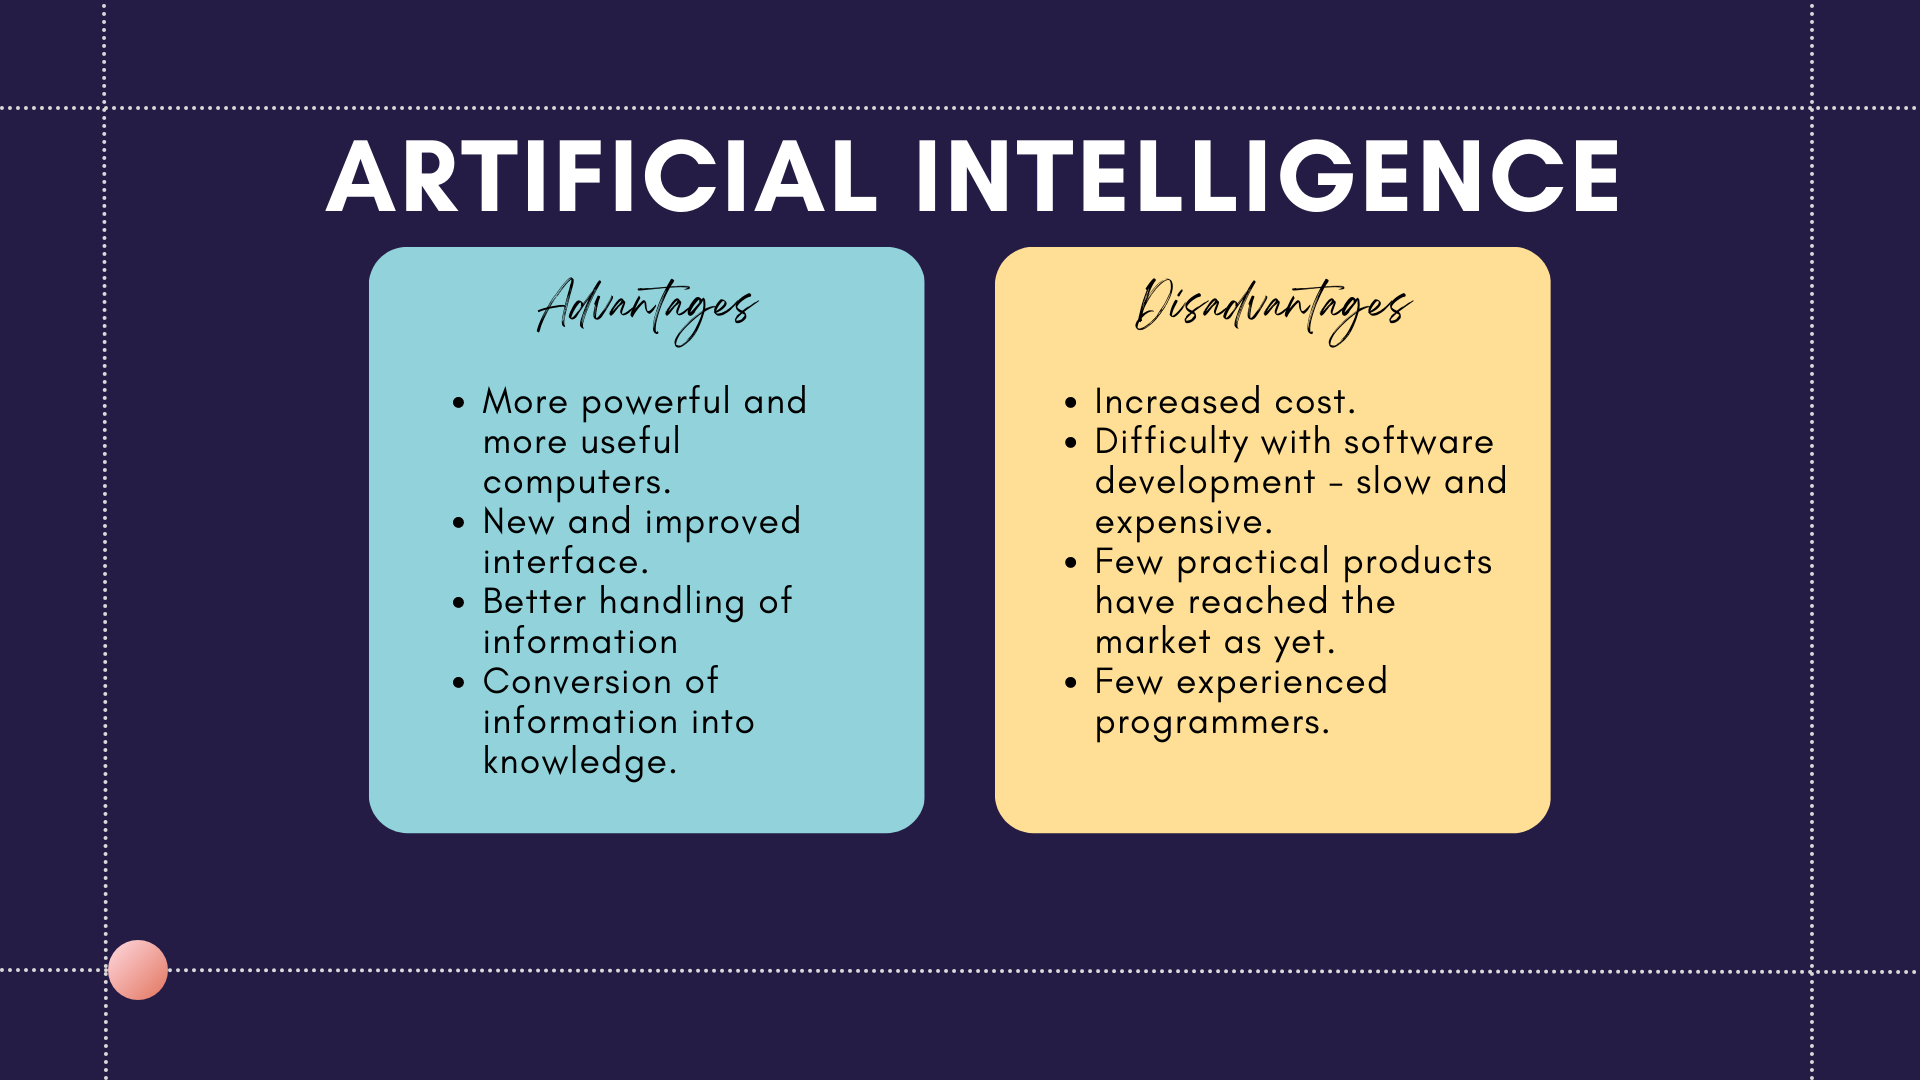 ARTIFICIAL INTELLIGENCE
Advantages
• More powerful and
more useful
computers.
• New and improved
interface.
• Better handling of
information
• Conversion of
information into
knowledge.
Disadvantages
• Increased cost.
• Difficulty with software
development - slow and
expensive.
• Few practical products
have reached the
market as yet.
• Few experienced
programmers.